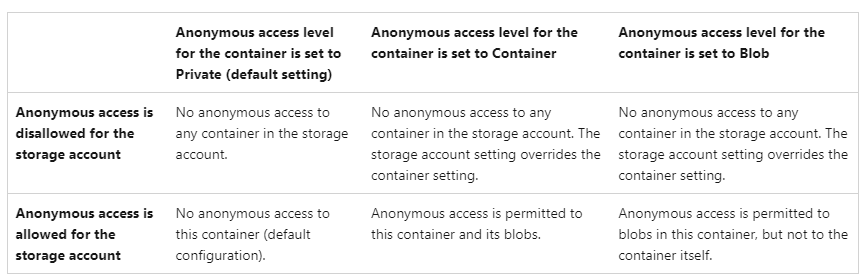 Anonymous access level
for the container is set to
Private (default setting)
Anonymous access level for the
container is set to Container
Anonymous access level for the
container is set to Blob
Anonymous access is
disallowed for the
storage account
No anonymous access to
any container in the storage
account.
No anonymous access to any
container in the storage account. The
storage account setting overrides the
container setting.
No anonymous access to any
container in the storage account. The
storage account setting overrides the
container setting.
Anonymous access is
allowed for the
storage account
No anonymous access to
this container (default
configuration).
Anonymous access is permitted to
this container and its blobs.
Anonymous access is permitted to
blobs in this container, but not to the
container itself.